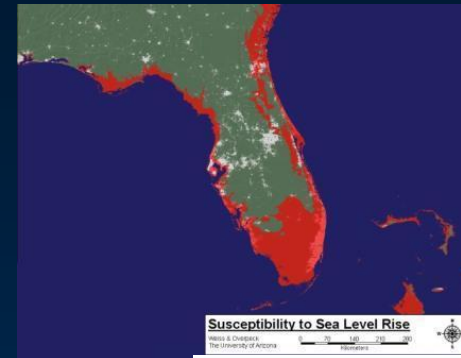 Susceptibility to Sea Level Rise
Weiss & Overpeck
The University of Arizona
0 70 140 210 280
Kilometers